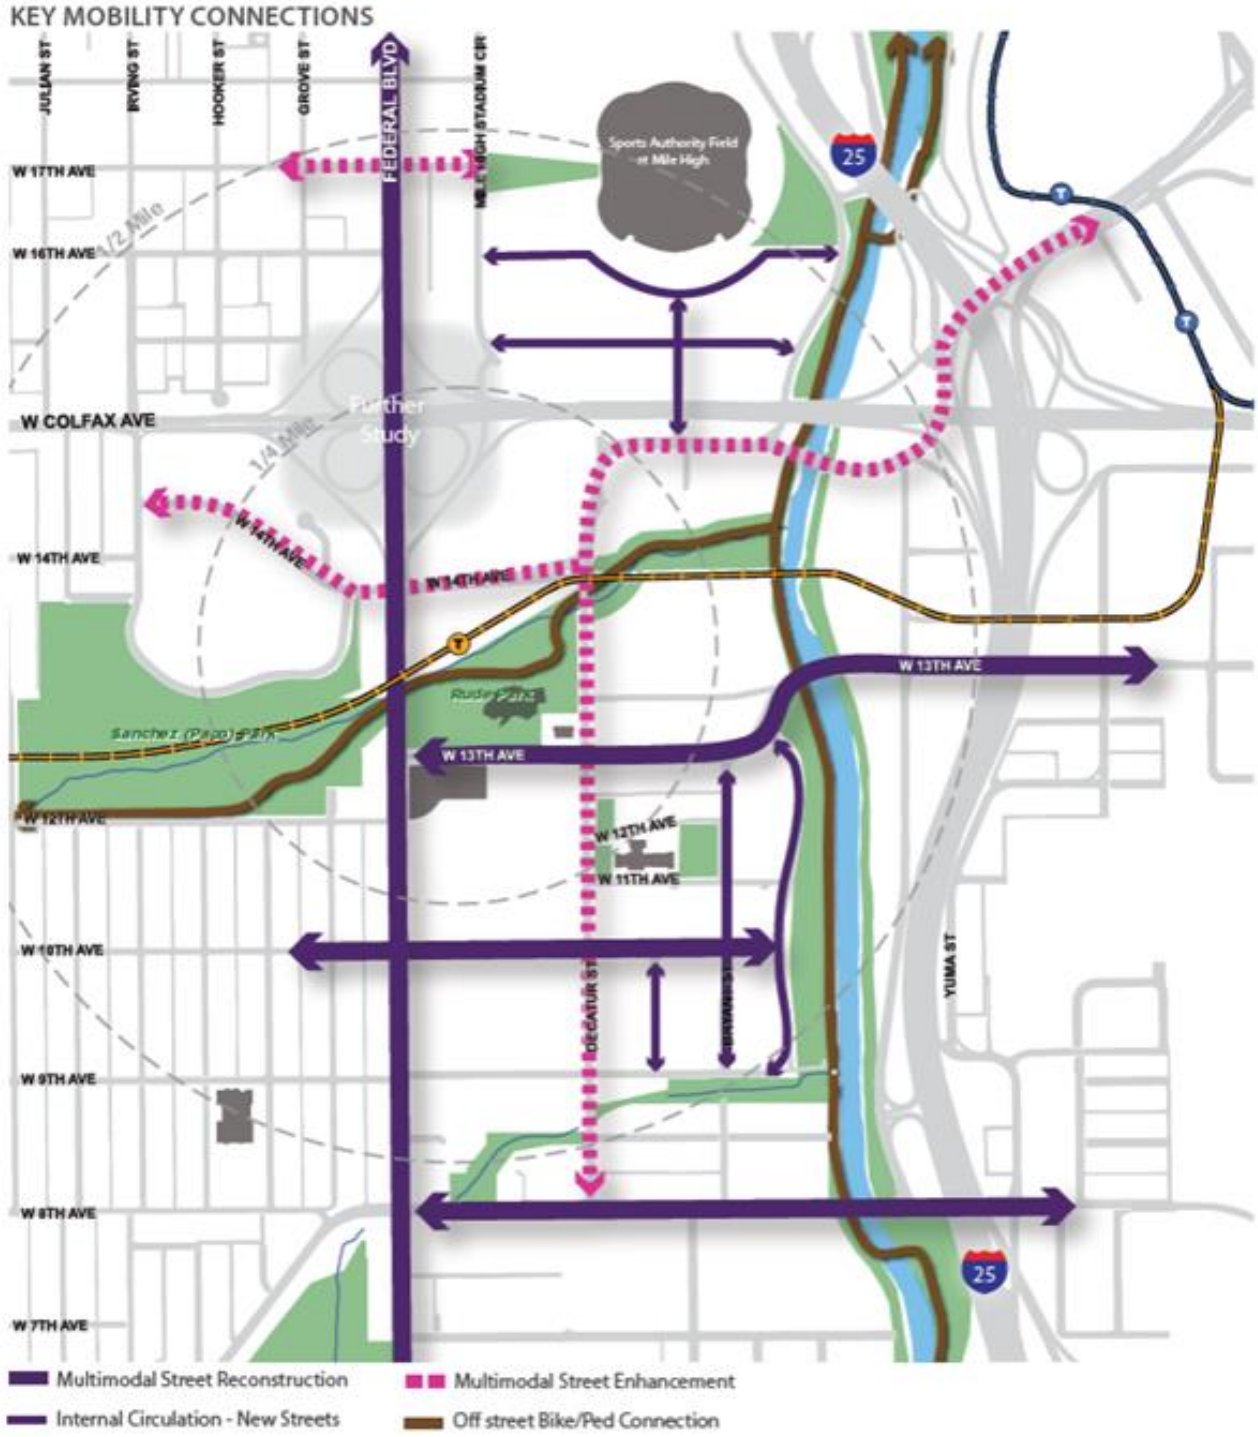 KEY MOBILITY CONNECTIONS
JULIAN ST
IRVING ST
HOOKER ST
GROVE ST
FEDERAL BLVD
MILE HIGH STADIUM CIR
Sports Authority Field
at Mile High
25
W 17TH AVE
1/2 Mile
W 16TH AVE
T
T
W COLFAX AVE
Further
Study
1/4 Mile
W 14TH AVE
W 14TH AVE
W 14TH AVE
T
W 13TH AVE
Rude Park
Sanchez (Paco) Park
W 13TH AVE
W 12TH AVE
W 12TH AVE
W 11TH AVE
W 10TH AVE
DECATUR ST
BRYANT ST
YUMA ST
W 9TH AVE
W 8TH AVE
25
W 7TH AVE
Multimodal Street Reconstruction
Multimodal Street Enhancement
Internal Circulation - New Streets
Off street Bike/Ped Connection